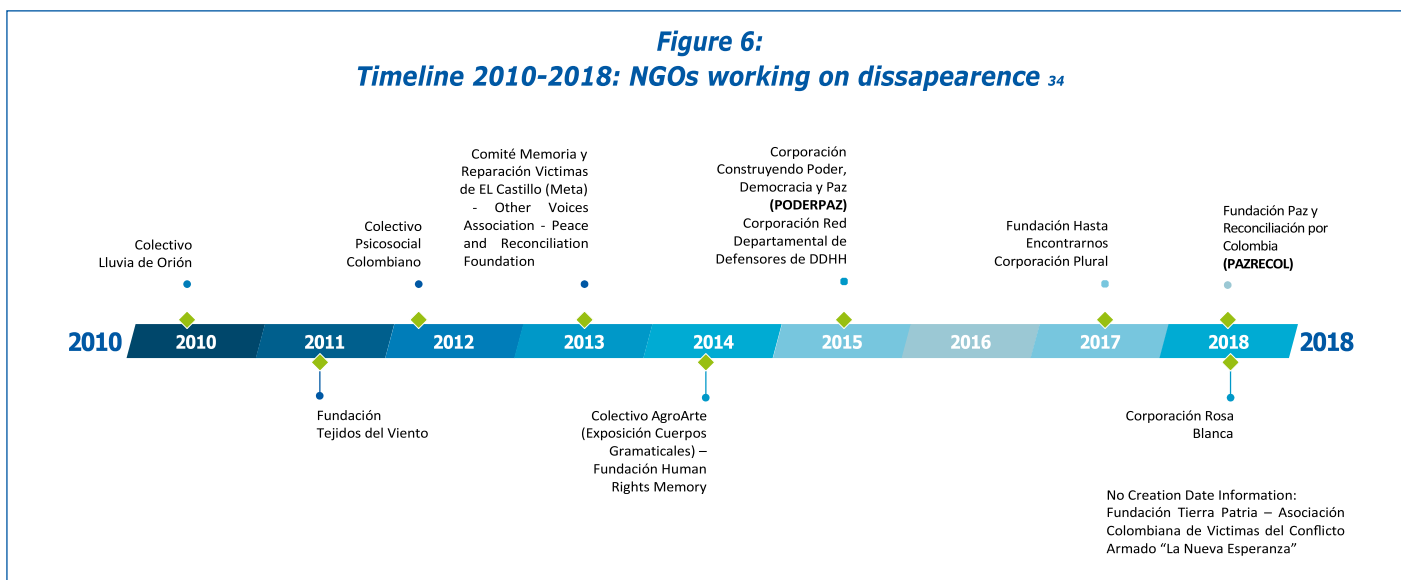 Figure 6:
Timeline 2010-2018: NGOs working on dissapearence 34
Colectivo
Lluvia de Orión
Colectivo
Psicosocial
Colombiano
Comité Memoria y
Reparación Victimas
de EL Castillo (Meta)
- Other Voices
Association - Peace
and Reconciliation
Foundation
Corporación
Construyendo Poder,
Democracia y Paz
(PODERPAZ)
Corporación Red
Departamental de
Defensores de DDHH
Fundación Hasta
Encontrarnos
Corporación Plural
Fundación Paz y
Reconciliación por
Colombia
(PAZRECOL)
2010 2010 2011 2012 2013 2014 2015 2016 2017 2018 2018
Fundación
Tejidos del Viento
Colectivo AgroArte
(Exposición Cuerpos
Gramaticales) –
Fundación Human
Rights Memory
Corporación Rosa
Blanca
No Creation Date Information:
Fundación Tierra Patria – Asociación
Colombiana de Victimas del Conflicto
Armado “La Nueva Esperanza”